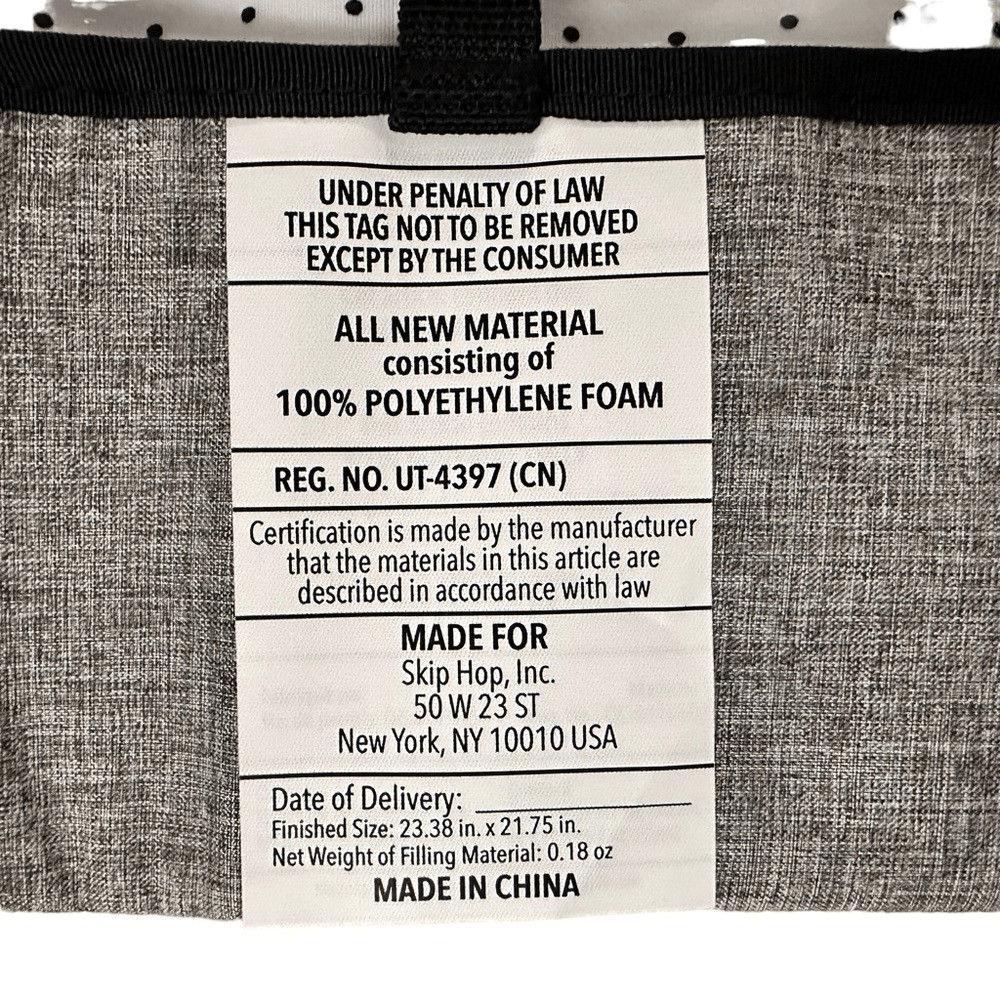 UNDER PENALTY OF LAW
THIS TAG NOT TO BE REMOVED
EXCEPT BY THE CONSUMER
ALL NEW MATERIAL
consisting of
100% POLYETHYLENE FOAM
REG. NO. UT-4397 (CN)
Certification is made by the manufacturer
that the materials in this article are
described in accordance with law
MADE FOR
Skip Hop, Inc.
50 W 23 ST
New York, NY 10010 USA
Date of Delivery:
Finished Size: 23.38 in. x 21.75 in.
Net Weight of Filling Material: 0.18 oz
MADE IN CHINA